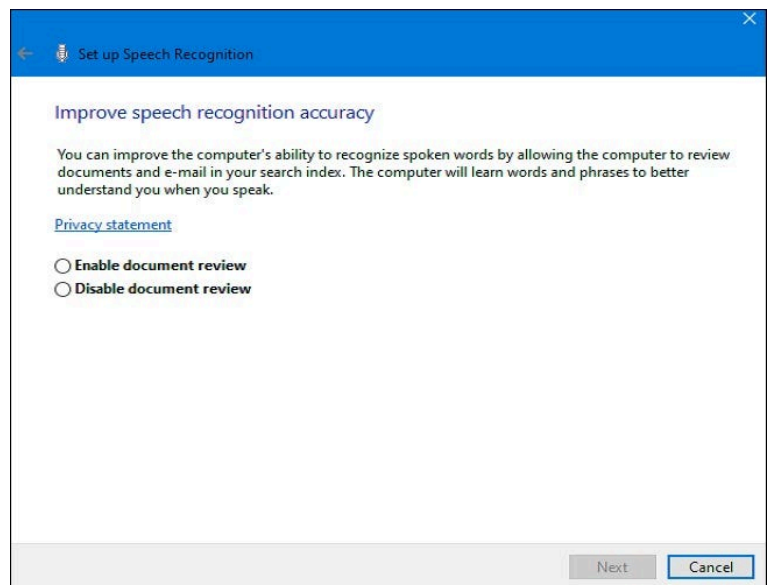 Set up Speech Recognition
Improve speech recognition accuracy
You can improve the computer's ability to recognize spoken words by allowing the computer to review
documents and e-mail in your search index. The computer will learn words and phrases to better
understand you when you speak.
Privacy statement
Enable document review
Disable document review
Next
Cancel